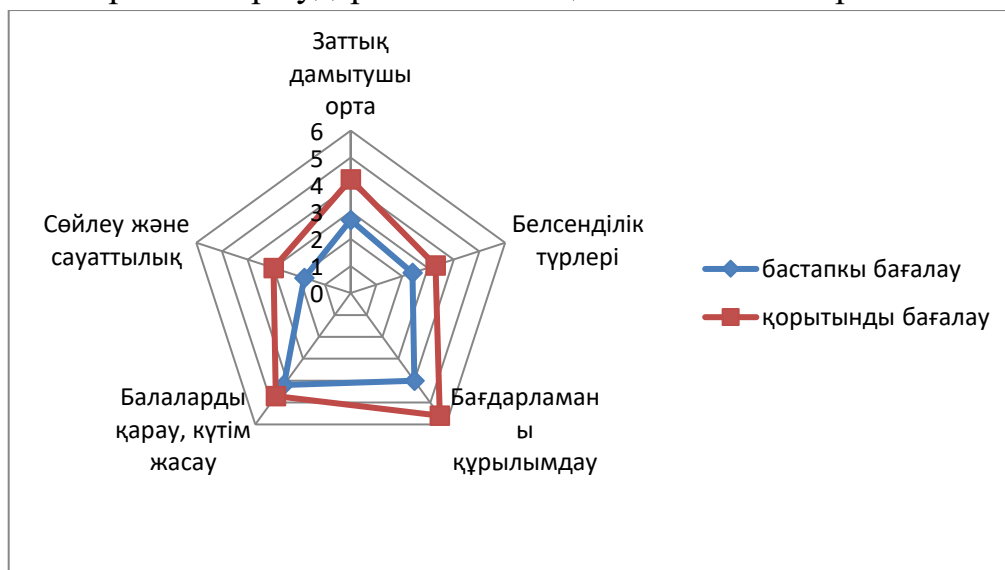 Заттық
дамытушы
орта
6
5
4
3
2
1
0
Белсенділік
түрлері
Бағдарламан
ы
құрылымдау
Балаларды
қарау, күтім
жасау
Сөйлеу және
сауаттылық
бастапкы бағалау
қорытынды бағалау